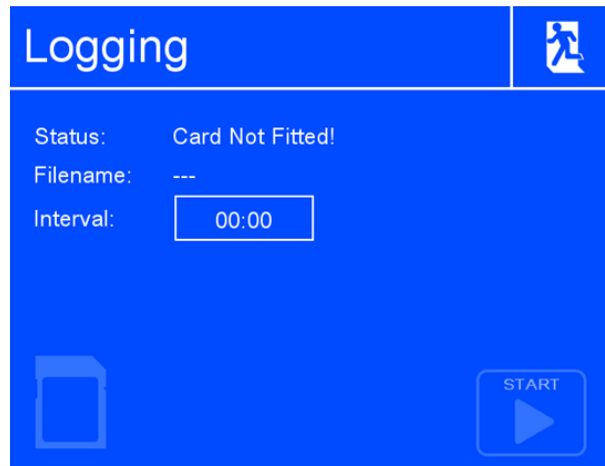 Logging
Status: Card Not Fitted!
Filename: ---
Interval: 00:00
START